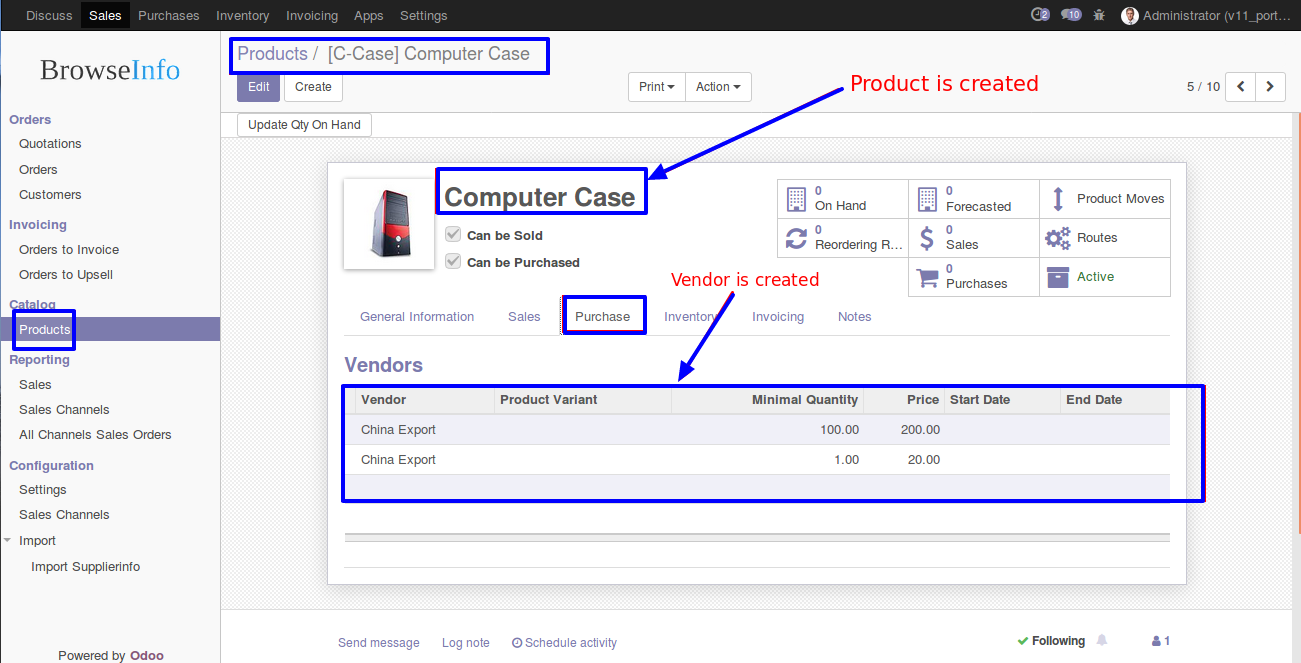 Discuss Sales Purchases Inventory Invoicing Apps Settings 2 10 Administrator (v11_port...
BrowseInfo
Products / [C-Case] Computer Case
Edit Create Print Action 5 / 10
Product is created
Update Qty On Hand
Orders
Quotations
Orders
Customers
Invoicing
Orders to Invoice
Orders to Upsell
Catalog
Products
Reporting
Sales
Sales Channels
All Channels Sales Orders
Configuration
Settings
Sales Channels
Import
Import Supplierinfo
Powered by Odoo
Computer Case
Can be Sold
Can be Purchased
0 On Hand
0 Forecasted
Product Moves
0 Reordering R...
0 Sales
Routes
0 Purchases
Active
Vendor is created
General Information Sales Purchase Inventory Invoicing Notes
Vendors
Vendor Product Variant Minimal Quantity Price Start Date End Date
China Export 100.00 200.00
China Export 1.00 20.00
Send message Log note Schedule activity Following 1